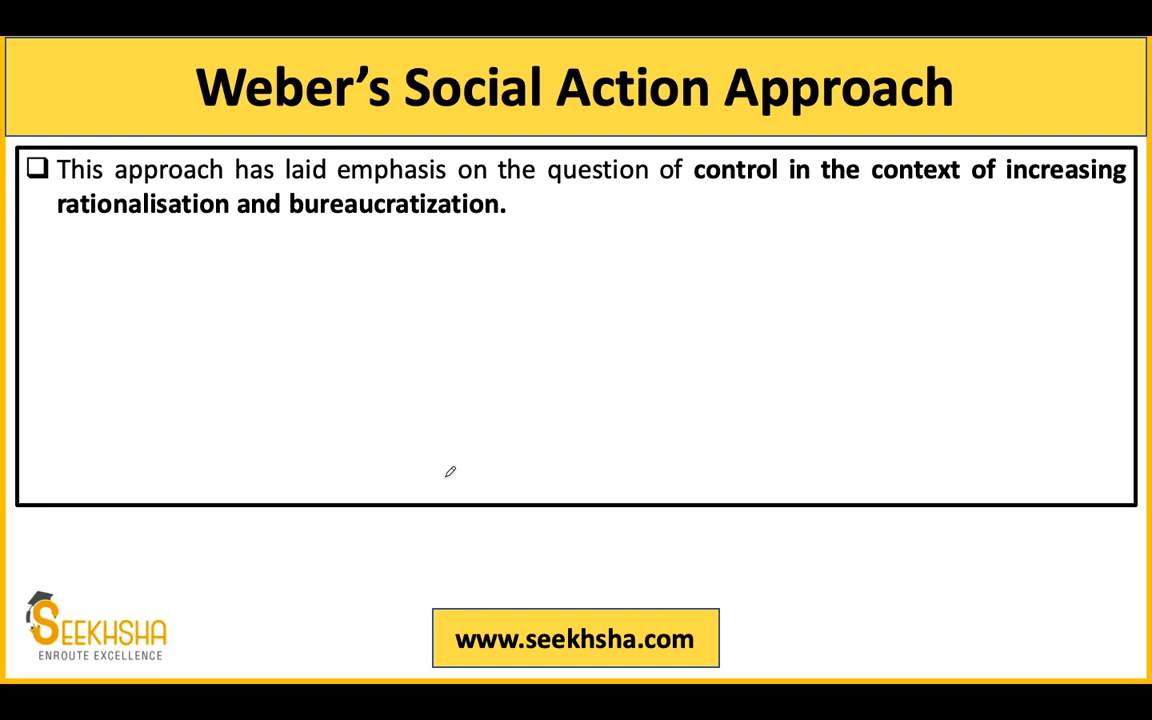 Weber’s Social Action Approach
❑ This approach has laid emphasis on the question of control in the context of increasing
rationalisation and bureaucratization.
SEEKHSHA
ENROUTE EXCELLENCE
www.seekhsha.com